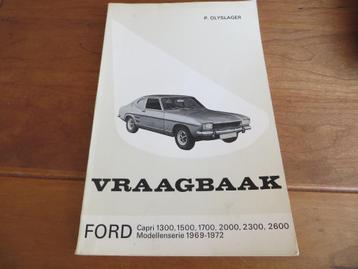 P. OLYSLAGER
VRAAGBAAK
FORD Capri 1300, 1500, 1700, 2000, 2300, 2600
Modellenserie 1969-1972